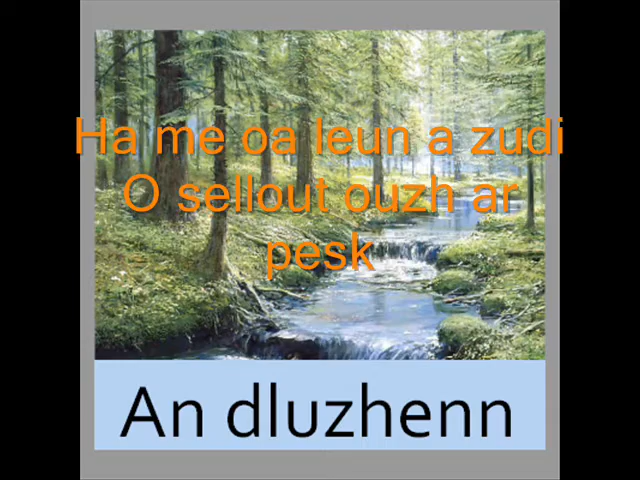 Ha me oa leun a zudi
O sellout ouzh ar
pesk
An dluzhenn